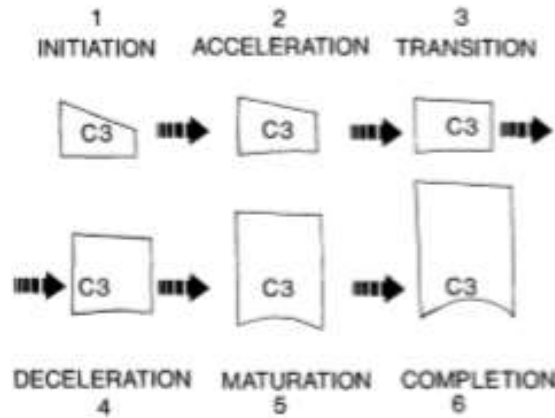 1 2 3
INITIATION ACCELERATION TRANSITION
C3 C3 C3
C3 C3 C3
DECELERATION MATURATION COMPLETION
4 5 6